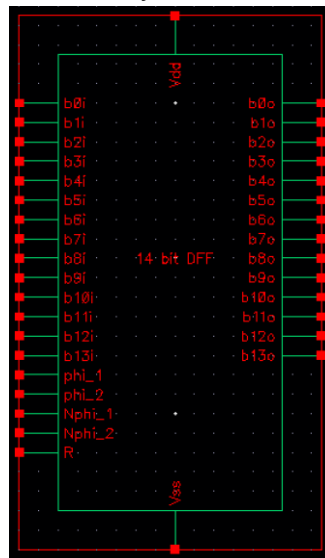 Vdd
b0i b0o
b1i b1o
b2i b2o
b3i b3o
b4i b4o
b5i b5o
b6i b6o
b7i b7o
b8i 14 bit DFF b8o
b9i b9o
b10i b10o
b11i b11o
b12i b12o
b13i b13o
phi_1
phi_2
Nphi_1
Nphi_2
R
Vss